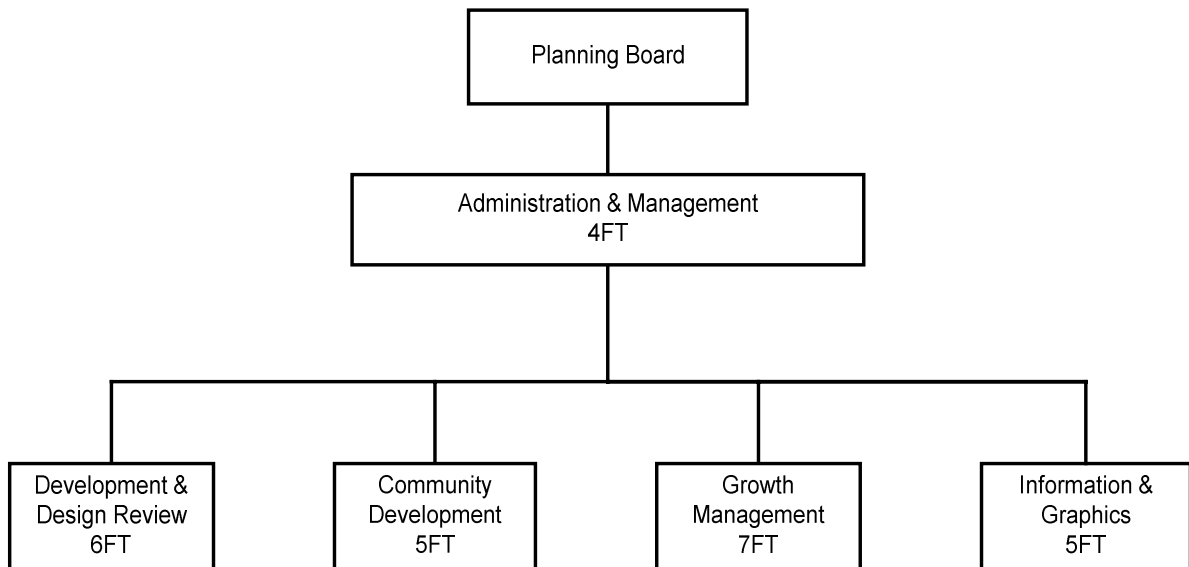 Planning Board
Administration & Management
4FT
Development &
Design Review
6FT
Community
Development
5FT
Growth
Management
7FT
Information &
Graphics
5FT